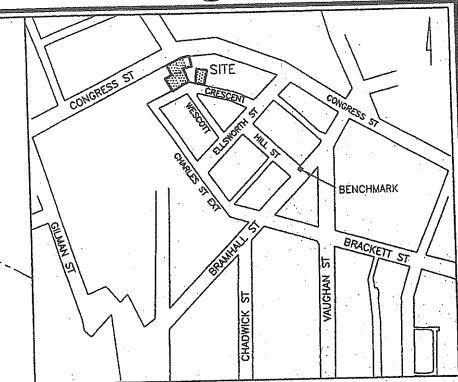 CONGRESS ST
SITE
CRESCENT
WESCOTT
ELLSWORTH ST
CONGRESS ST
HILL ST
CHARLES ST EXT
BENCHMARK
GILMAN ST
BRAMHALL ST
BRACKETT ST
CHADWICK ST
VAUGHAN ST